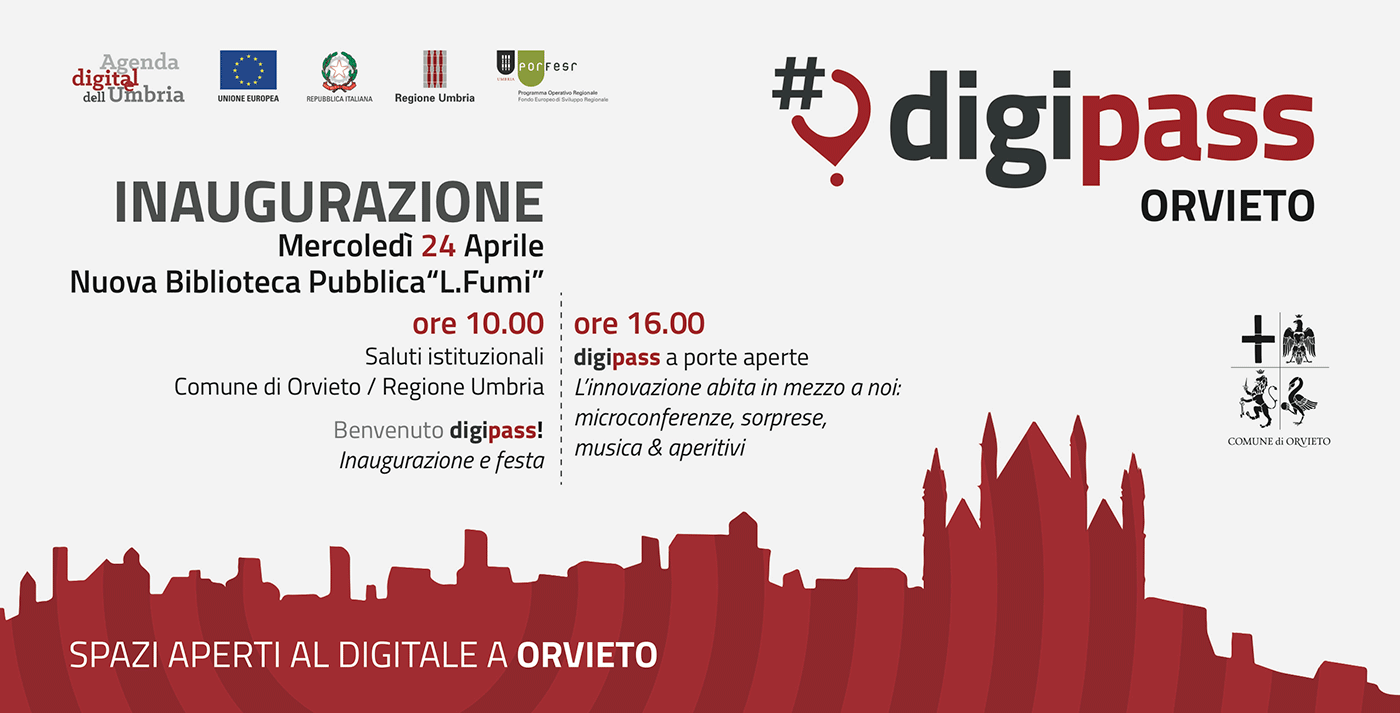 Agenda
digitale
dell'Umbria
UNIONE EUROPEA
REPUBBLICA ITALIANA
Regione Umbria
UMBRIA
porFesr
Programma Operativo Regionale
Fondo Europeo di Sviluppo Regionale
# digipass
ORVIETO
INAUGURAZIONE
Mercoledì 24 Aprile
Nuova Biblioteca Pubblica“L.Fumi”
ore 10.00
Saluti istituzionali
Comune di Orvieto / Regione Umbria
Benvenuto digipass!
Inaugurazione e festa
ore 16.00
digipass a porte aperte
L’innovazione abita in mezzo a noi:
microconferenze, sorprese,
musica & aperitivi
COMUNE di ORVIETO
SPAZI APERTI AL DIGITALE A ORVIETO